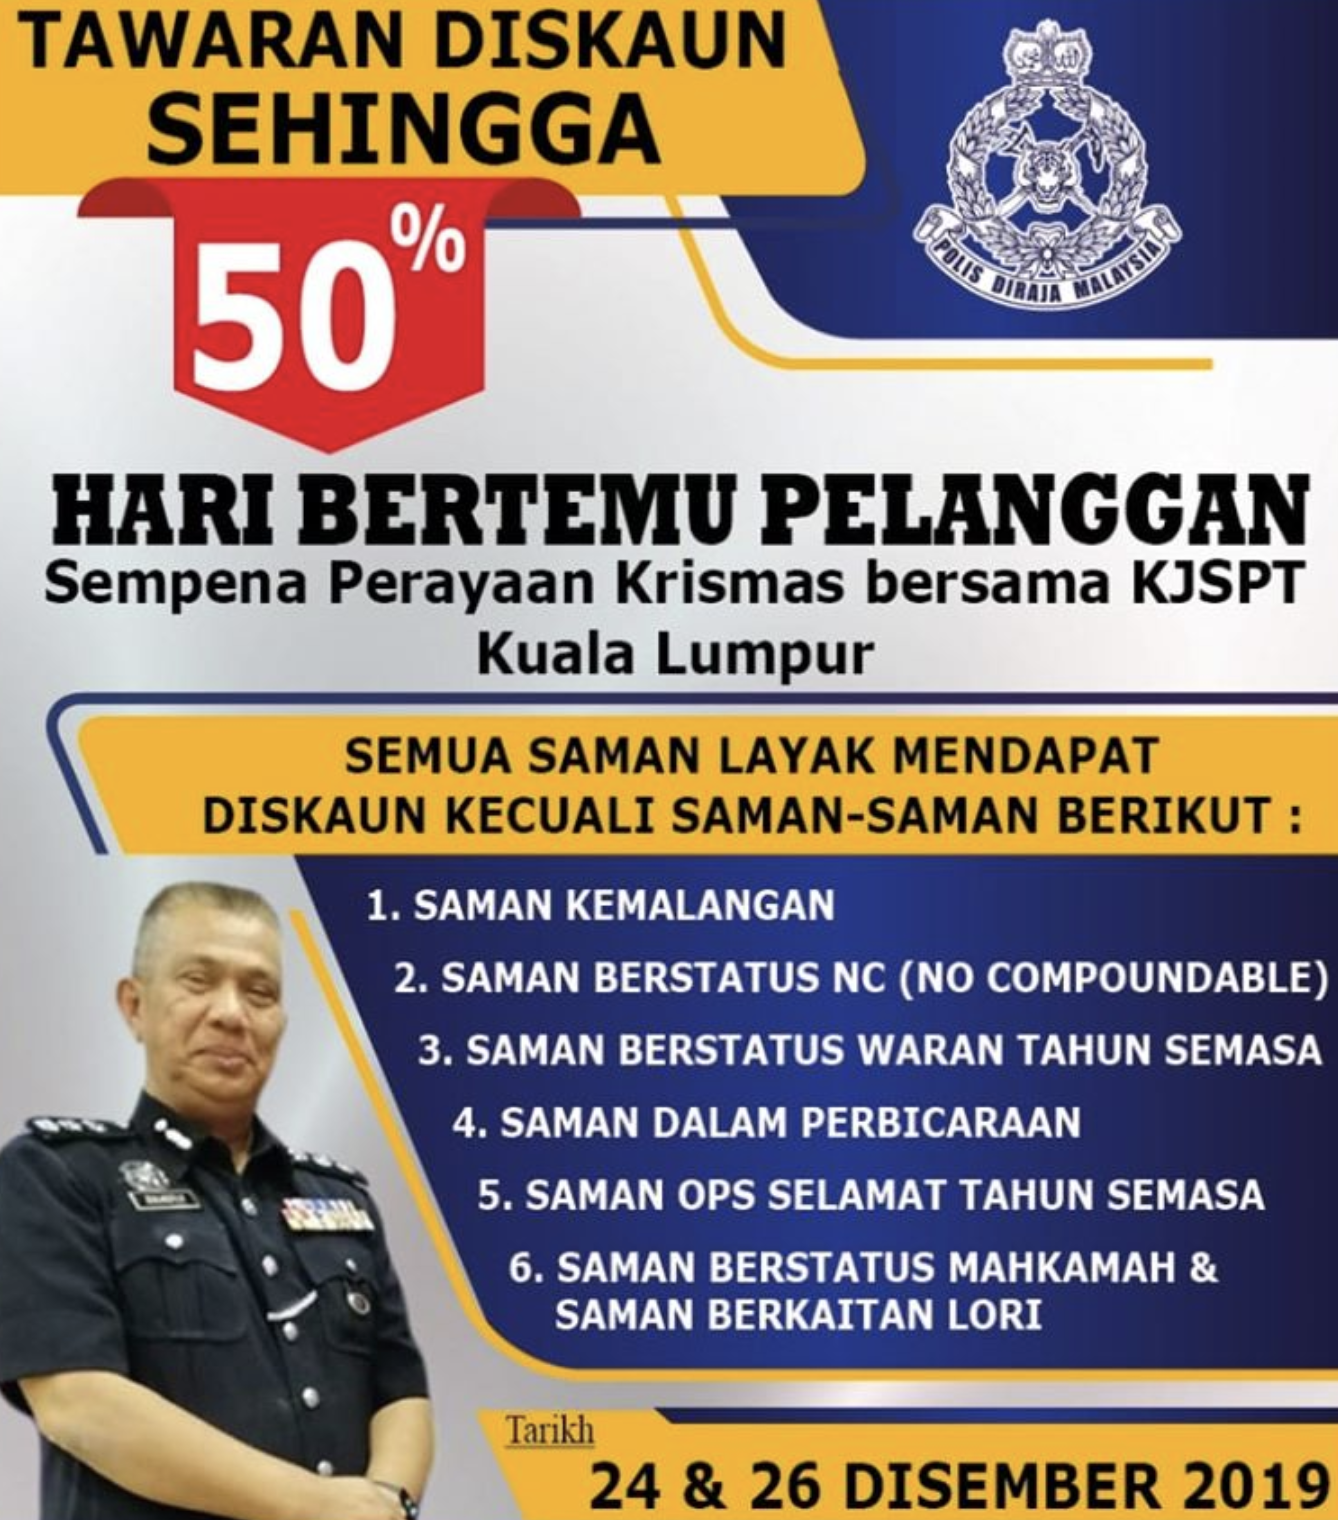 TAWARAN DISKAUN
SEHINGGA
50%
POLIS DIRAJA MALAYSIA
HARI BERTEMU PELANGGAN
Sempena Perayaan Krismas bersama KJSPT
Kuala Lumpur
SEMUA SAMAN LAYAK MENDAPAT
DISKAUN KECUALI SAMAN-SAMAN BERIKUT :
1. SAMAN KEMALANGAN
2. SAMAN BERSTATUS NC (NO COMPOUNDABLE)
3. SAMAN BERSTATUS WARAN TAHUN SEMASA
4. SAMAN DALAM PERBICARAAN
5. SAMAN OPS SELAMAT TAHUN SEMASA
6. SAMAN BERSTATUS MAHKAMAH &
SAMAN BERKAITAN LORI
Tarikh
24 & 26 DISEMBER 2019